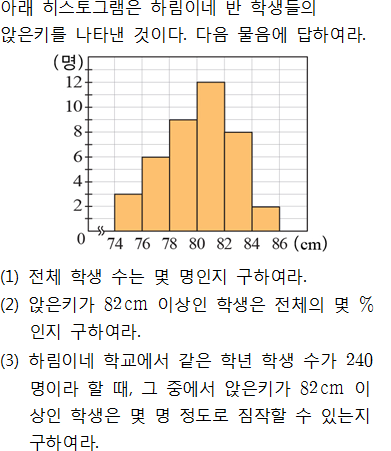 아래 히스토그램은 하림이네 반 학생들의
앉은키를 나타낸 것이다. 다음 물음에 답하여라.
(명)
12
10
8
6
4
2
0
74 76 78 80 82 84 86 (cm)
(1) 전체 학생 수는 몇 명인지 구하여라.
(2) 앉은키가 82cm 이상인 학생은 전체의 몇 %
인지 구하여라.
(3) 하림이네 학교에서 같은 학년 학생 수가 240
명이라 할 때, 그 중에서 앉은키가 82cm 이
상인 학생은 몇 명 정도로 짐작할 수 있는지
구하여라.